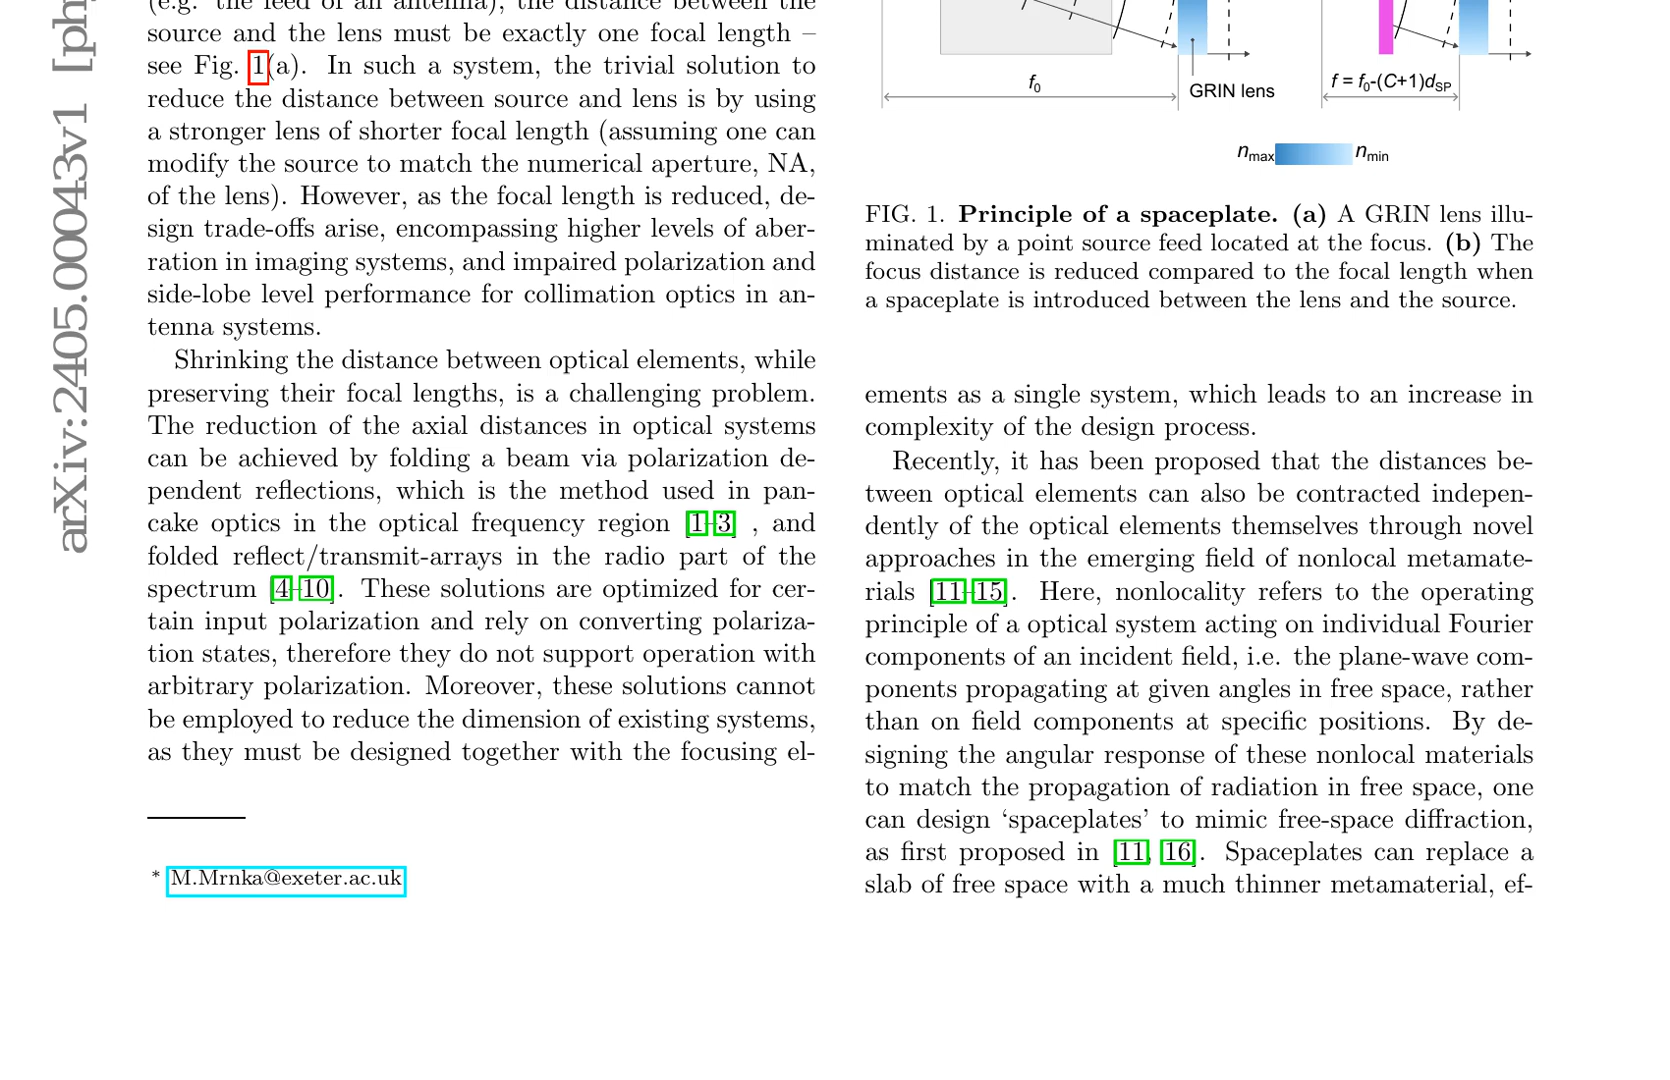 arXiv:2405.00043v1 [ph
(e.g. the feed of an antenna), the distance between the
source and the lens must be exactly one focal length –
see Fig. 1(a). In such a system, the trivial solution to
reduce the distance between source and lens is by using
a stronger lens of shorter focal length (assuming one can
modify the source to match the numerical aperture, NA,
of the lens). However, as the focal length is reduced, de-
sign trade-offs arise, encompassing higher levels of aber-
ration in imaging systems, and impaired polarization and
side-lobe level performance for collimation optics in an-
tenna systems.
Shrinking the distance between optical elements, while
preserving their focal lengths, is a challenging problem.
The reduction of the axial distances in optical systems
can be achieved by folding a beam via polarization de-
pendent reflections, which is the method used in pan-
cake optics in the optical frequency region [1–3] , and
folded reflect/transmit-arrays in the radio part of the
spectrum [4–10]. These solutions are optimized for cer-
tain input polarization and rely on converting polariza-
tion states, therefore they do not support operation with
arbitrary polarization. Moreover, these solutions cannot
be employed to reduce the dimension of existing systems,
as they must be designed together with the focusing el-
* M.Mrnka@exeter.ac.uk
f0
GRIN lens
f = f0-(C+1)dSP
nmax nmin
FIG. 1. Principle of a spaceplate. (a) A GRIN lens illu-
minated by a point source feed located at the focus. (b) The
focus distance is reduced compared to the focal length when
a spaceplate is introduced between the lens and the source.
ements as a single system, which leads to an increase in
complexity of the design process.
Recently, it has been proposed that the distances be-
tween optical elements can also be contracted indepen-
dently of the optical elements themselves through novel
approaches in the emerging field of nonlocal metamate-
rials [11–15]. Here, nonlocality refers to the operating
principle of a optical system acting on individual Fourier
components of an incident field, i.e. the plane-wave com-
ponents propagating at given angles in free space, rather
than on field components at specific positions. By de-
signing the angular response of these nonlocal materials
to match the propagation of radiation in free space, one
can design ‘spaceplates’ to mimic free-space diffraction,
as first proposed in [11, 16]. Spaceplates can replace a
slab of free space with a much thinner metamaterial, ef-